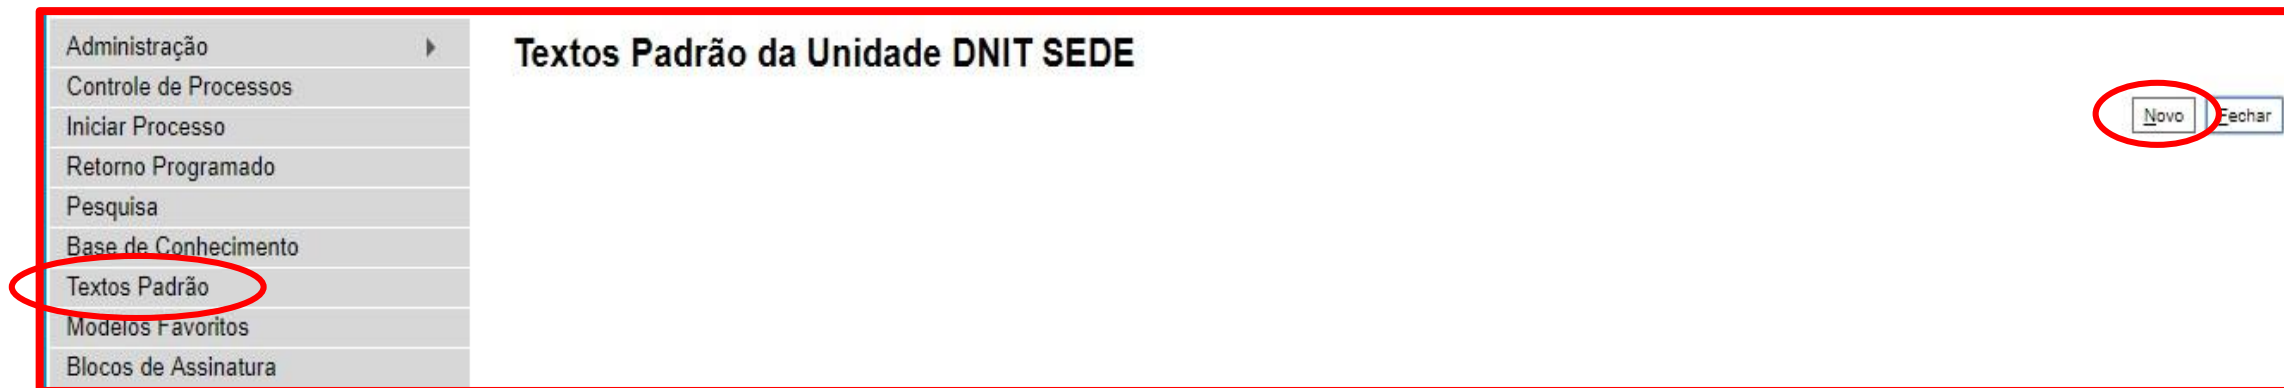 Administração
Controle de Processos
Iniciar Processo
Retorno Programado
Pesquisa
Base de Conhecimento
Textos Padrão
Modelos Favoritos
Blocos de Assinatura
Textos Padrão da Unidade DNIT SEDE
Novo
Fechar